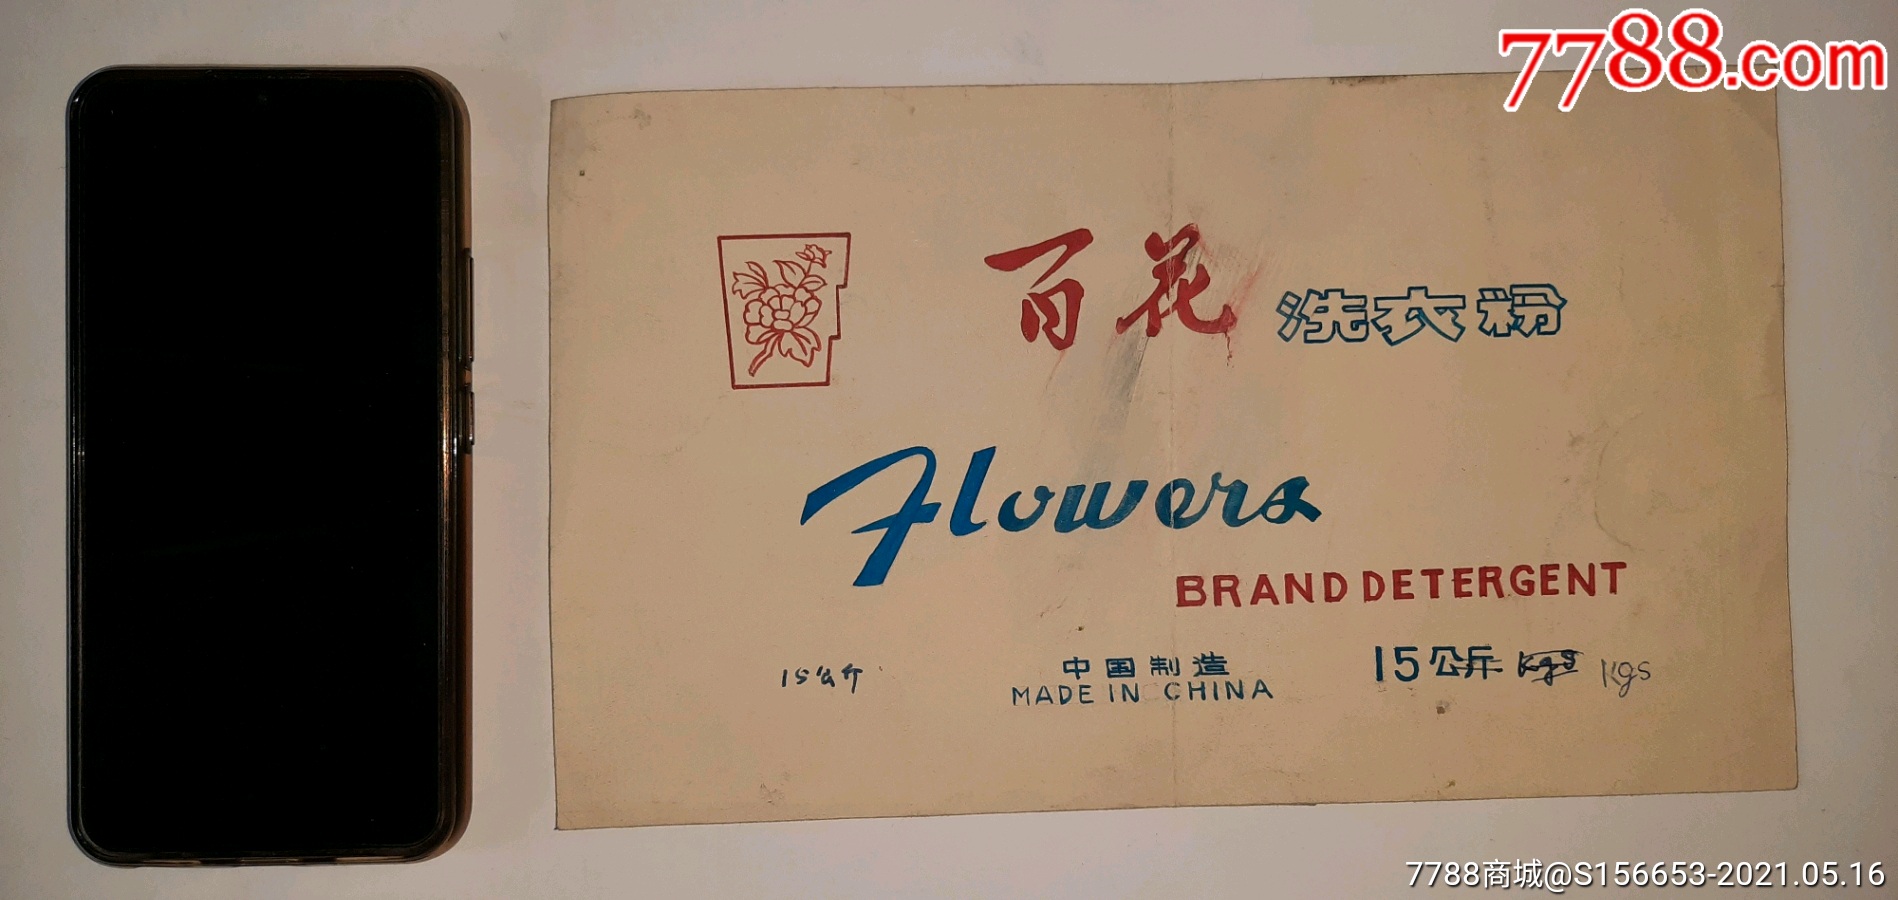 7788.com
百花 洗衣粉
Flowers
BRAND DETERGENT
15公斤
中国制造
MADE IN CHINA
15公斤 Kgs Kgs
7788商城@S156653-2021.05.16